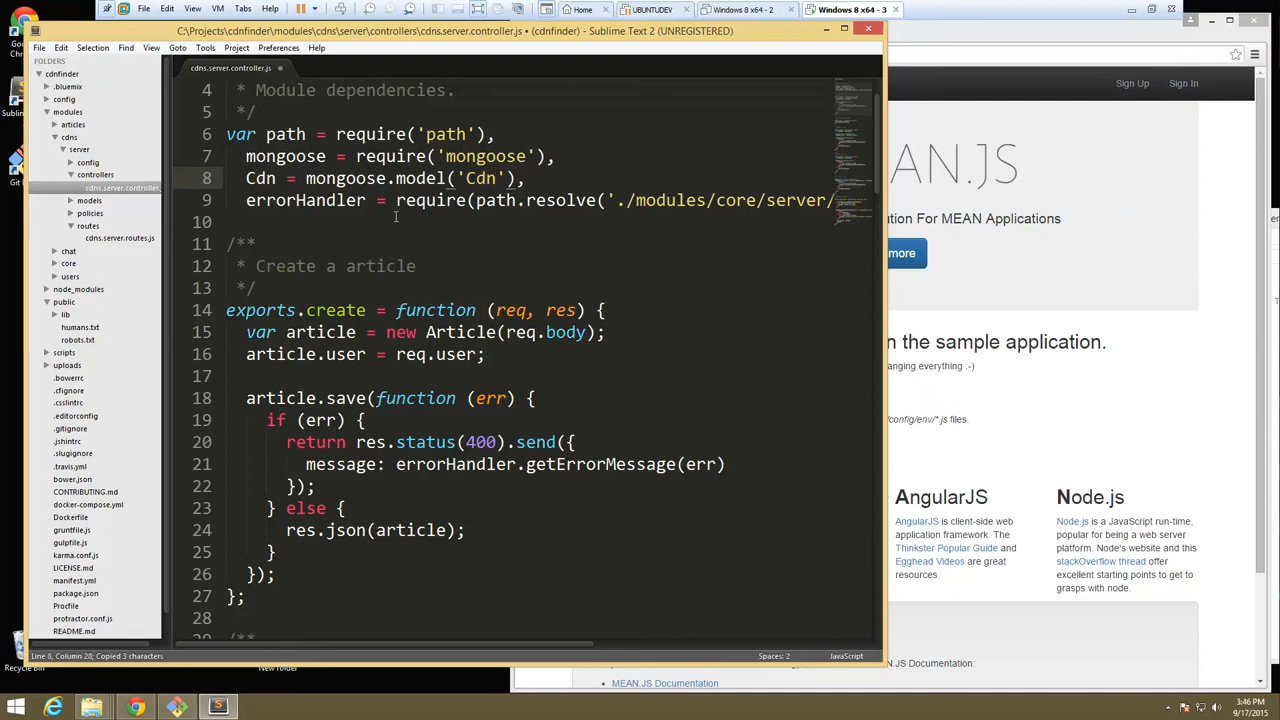 File Edit View VM Tabs Help
Home
UBUNTUDEV
Windows 8 x64 - 2
Windows 8 x64 - 3
C:\Projects\cdnfinder\modules\cdns\server\controllers\cdns.server.controller.js • (cdnfinder) - Sublime Text 2 (UNREGISTERED)
File Edit Selection Find View Goto Tools Project Preferences Help
FOLDERS
cdnfinder
.bluemix
config
modules
articles
cdns
server
config
controllers
cdns.server.controller.
models
policies
routes
cdns.server.routes.js
chat
core
users
node_modules
public
lib
humans.txt
robots.txt
scripts
uploads
.bowerrc
.cfignore
.csslintrc
.editorconfig
.gitignore
.jshintrc
.slugignore
.travis.yml
bower.json
CONTRIBUTING.md
docker-compose.yml
Dockerfile
gruntfile.js
gulpfile.js
karma.conf.js
LICENSE.md
manifest.yml
package.json
Procfile
protractor.conf.js
README.md
cdns.server.controller.js
4 * Module dependencies.
5 */
6 var path = require('path'),
7 mongoose = require('mongoose'),
8 Cdn = mongoose.model('Cdn'),
9 errorHandler = require(path.resolve('./modules/core/server/
10
11 /**
12 * Create a article
13 */
14 exports.create = function (req, res) {
15 var article = new Article(req.body);
16 article.user = req.user;
17
18 article.save(function (err) {
19 if (err) {
20 return res.status(400).send({
21 message: errorHandler.getErrorMessage(err)
22 });
23 } else {
24 res.json(article);
25 }
26 });
27 };
28
/**
Line 8, Column 28; Copied 3 characters
Spaces: 2
JavaScript
Sign Up Sign In
AN.JS
ution For MEAN Applications
more
n the sample application.
hanging everything :-)
/config/env/*.js files.
AngularJS
AngularJS is client-side web
application framework. The
Thinkster Popular Guide and
Egghead Videos are great
resources.
Node.js
Node.js is a JavaScript run-time,
popular for being a web server
platform. Node's website and this
stackOverflow thread offer
excellent starting points to get to
grasps with node.
.JS Documentation:
MEAN.JS Documentation
Recycle Bin
New folder
3:46 PM
9/17/2015